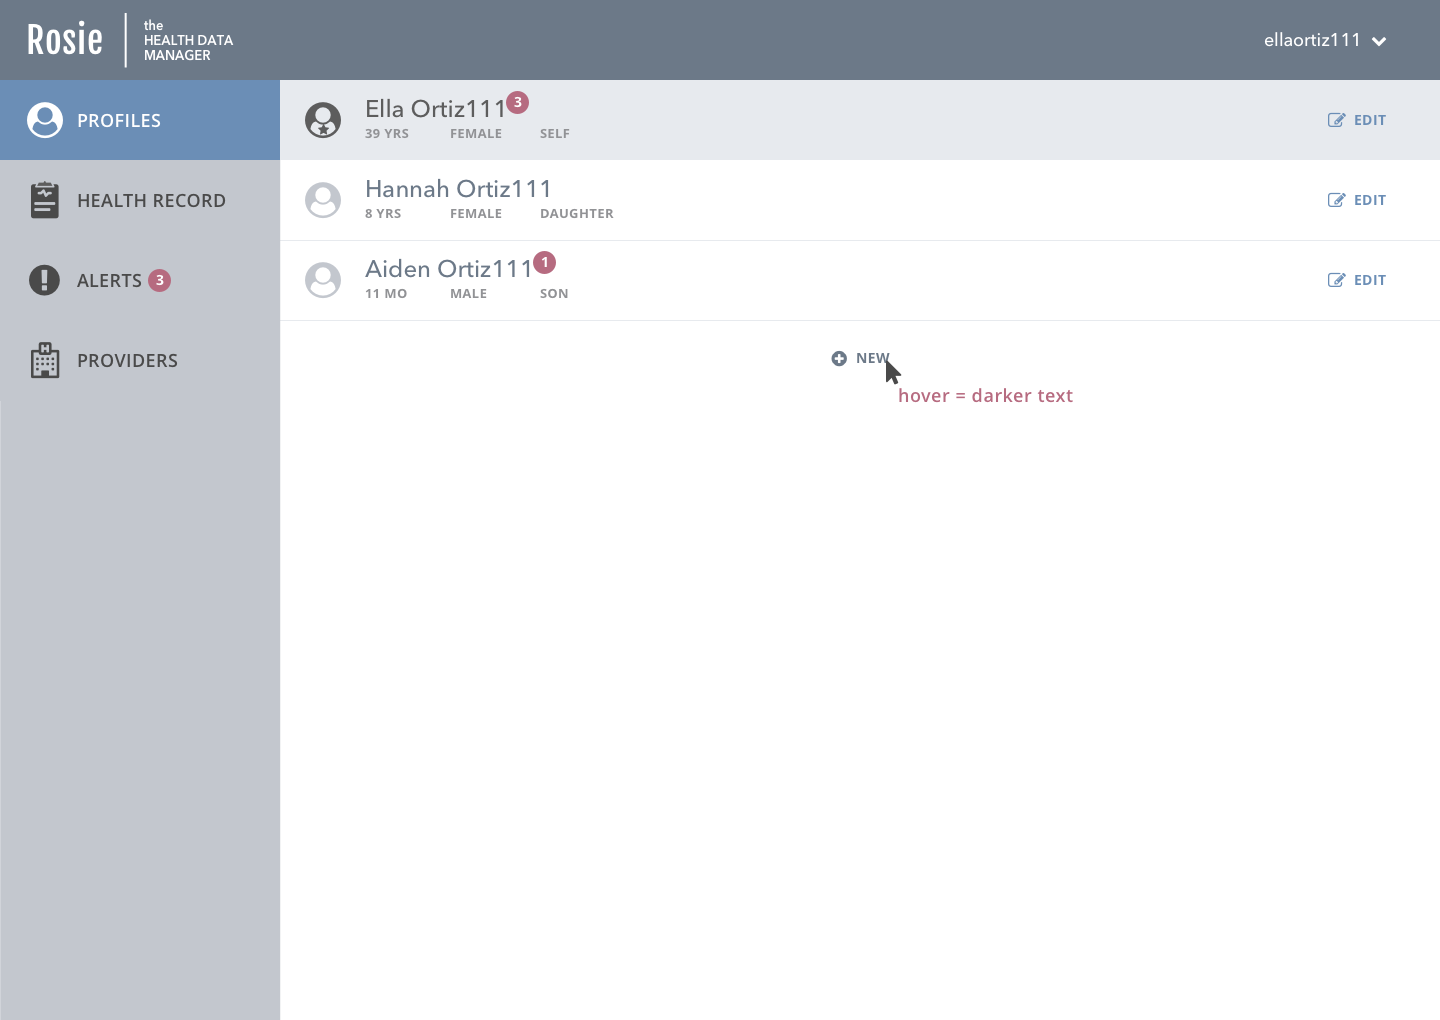 Rosie
the
HEALTH DATA
MANAGER
ellaortiz111
PROFILES
HEALTH RECORD
ALERTS 3
PROVIDERS
Ella Ortiz111 3
39 YRS FEMALE SELF
EDIT
Hannah Ortiz111
8 YRS FEMALE DAUGHTER
EDIT
Aiden Ortiz111 1
11 MO MALE SON
EDIT
NEW
hover = darker text